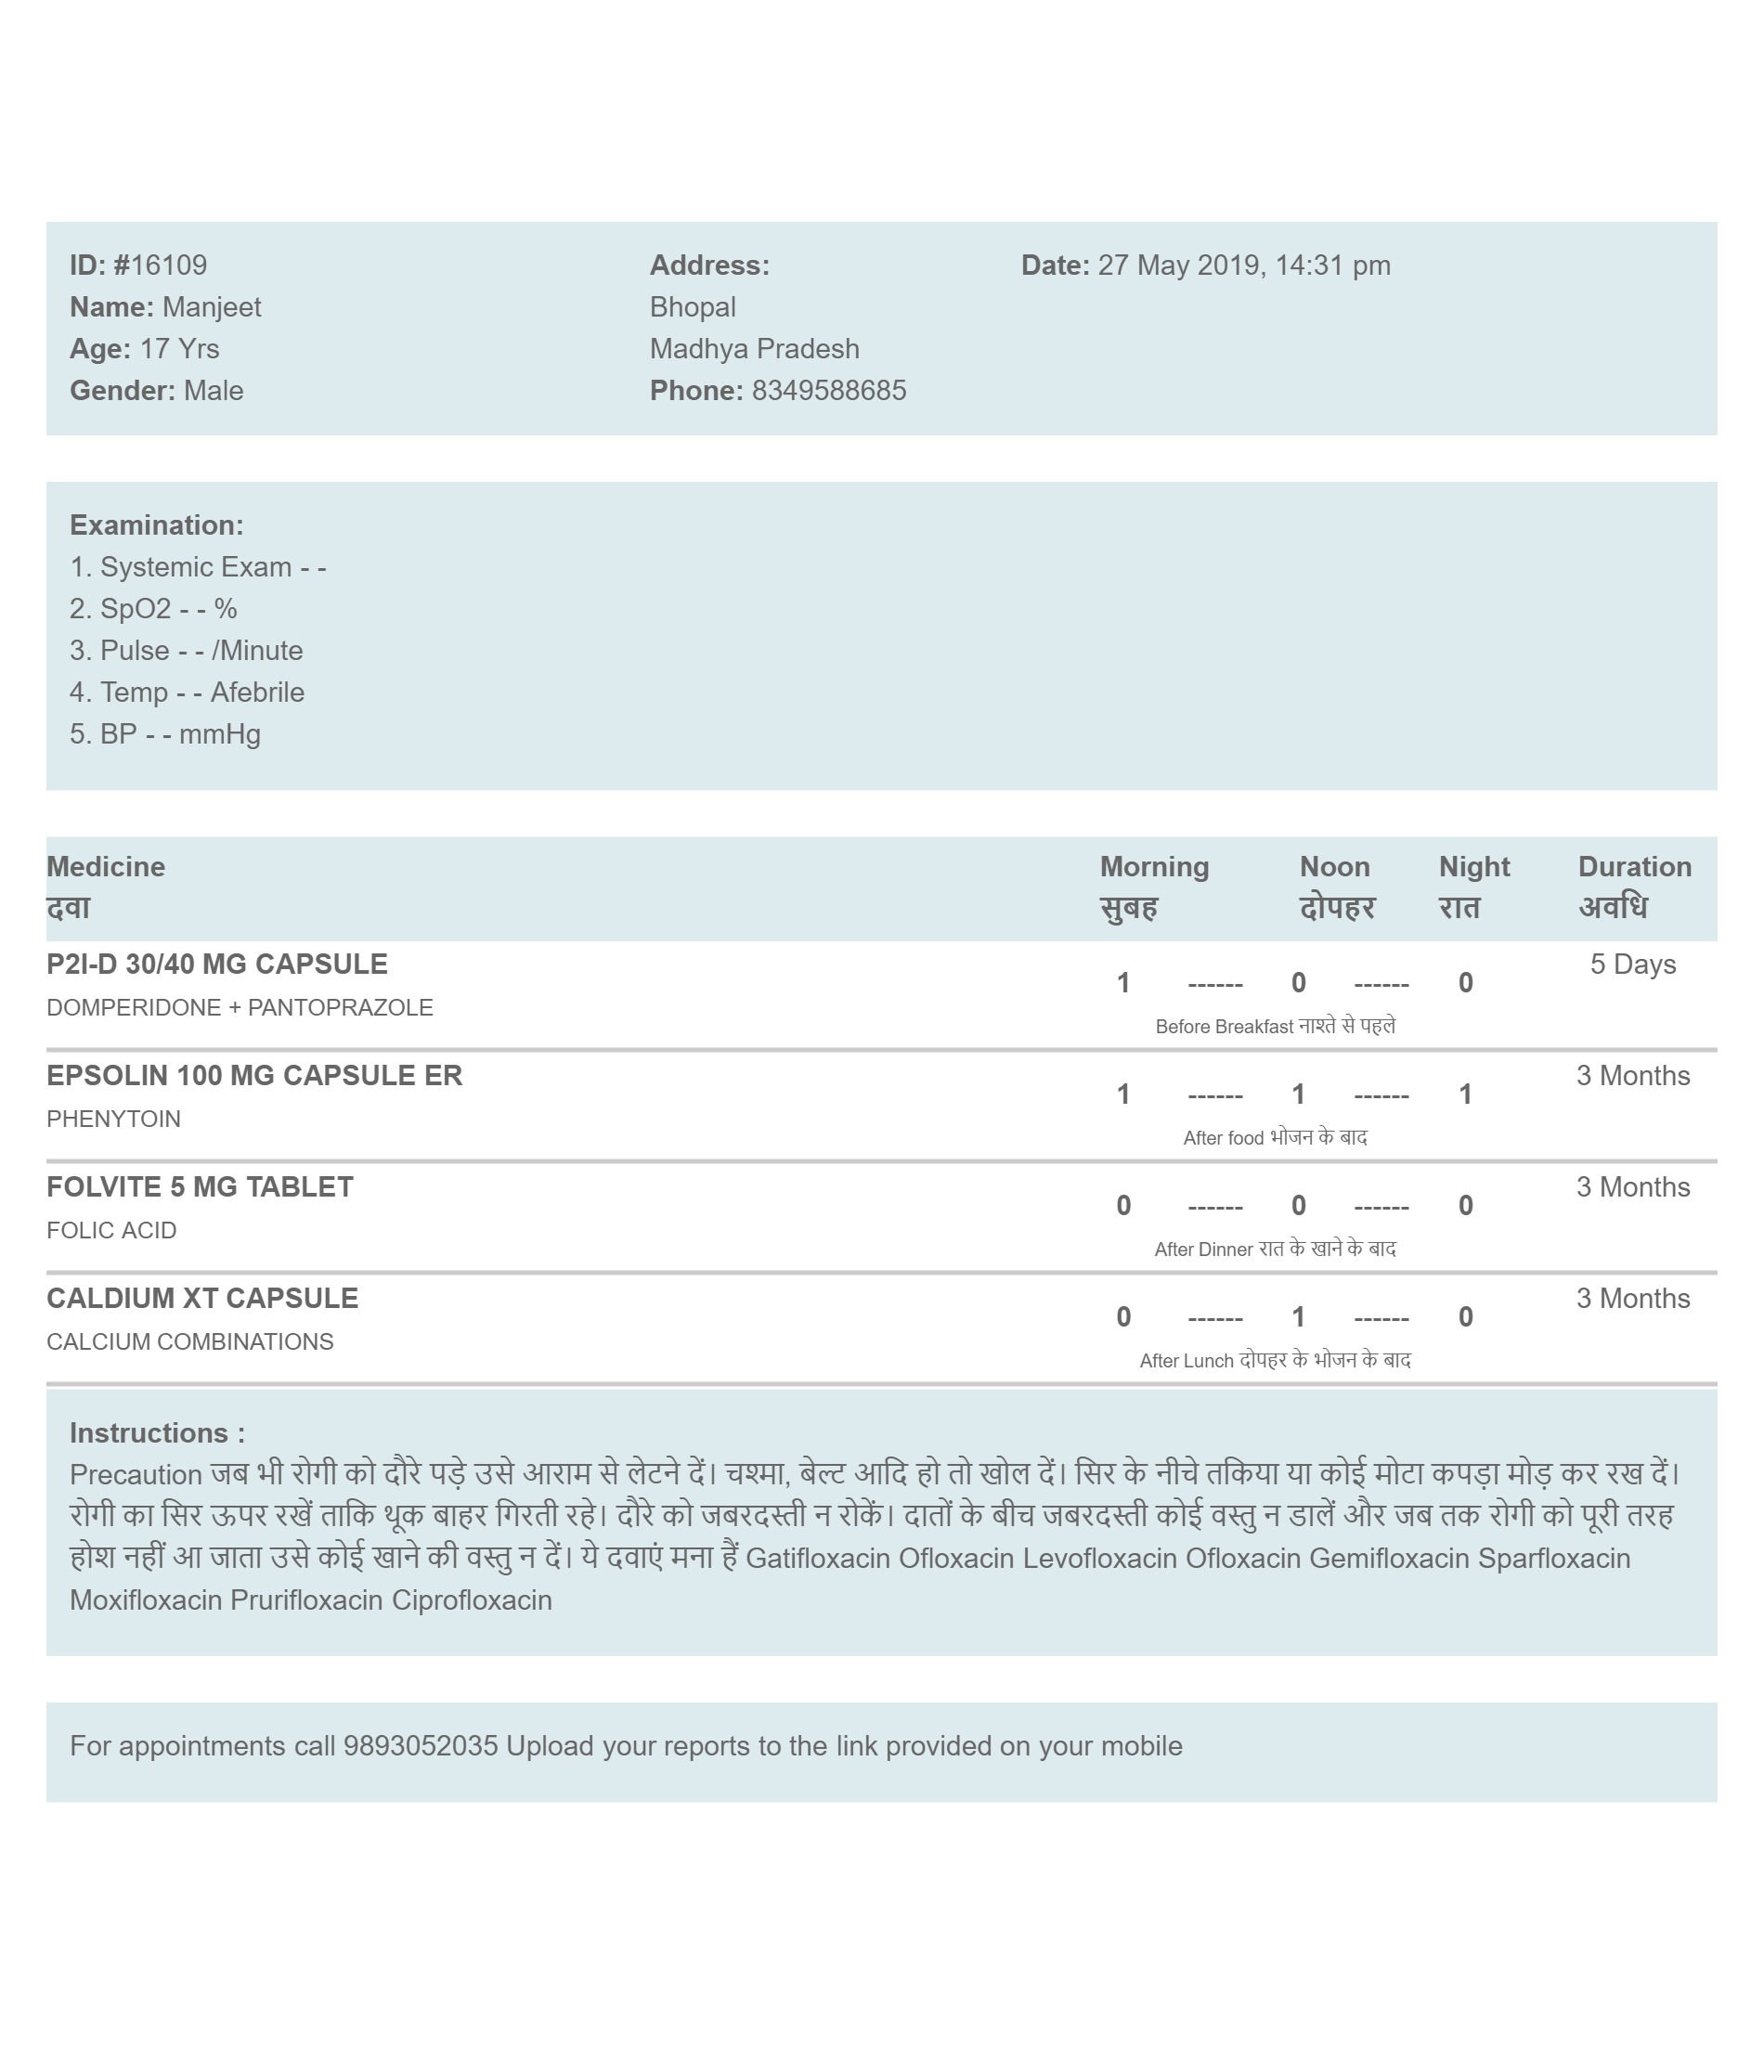 ID: #16109 Address: Date: 27 May 2019, 14:31 pm
Name: Manjeet Bhopal
Age: 17 Yrs Madhya Pradesh
Gender: Male Phone: 8349588685
Examination:
1. Systemic Exam - -
2. SpO2 - - %
3. Pulse - - /Minute
4. Temp - - Afebrile
5. BP - - mmHg
Medicine Morning Noon Night Duration
दवा सुबह दोपहर रात अवधि
P2I-D 30/40 MG CAPSULE 5 Days
1 ------ 0 ------ 0
DOMPERIDONE + PANTOPRAZOLE
Before Breakfast नाश्ते से पहले
EPSOLIN 100 MG CAPSULE ER 3 Months
1 ------ 1 ------ 1
PHENYTOIN
After food भोजन के बाद
FOLVITE 5 MG TABLET 3 Months
0 ------ 0 ------ 0
FOLIC ACID
After Dinner रात के खाने के बाद
CALDIUM XT CAPSULE 3 Months
0 ------ 1 ------ 0
CALCIUM COMBINATIONS
After Lunch दोपहर के भोजन के बाद
Instructions :
Precaution जब भी रोगी को दौरे पड़े उसे आराम से लेटने दें। चश्मा, बेल्ट आदि हो तो खोल दें। सिर के नीचे तकिया या कोई मोटा कपड़ा मोड़ कर रख दें।
रोगी का सिर ऊपर रखें ताकि थूक बाहर गिरती रहे। दौरे को जबरदस्ती न रोकें। दातों के बीच जबरदस्ती कोई वस्तु न डालें और जब तक रोगी को पूरी तरह
होश नहीं आ जाता उसे कोई खाने की वस्तु न दें। ये दवाएं मना हैं Gatifloxacin Ofloxacin Levofloxacin Ofloxacin Gemifloxacin Sparfloxacin
Moxifloxacin Prurifloxacin Ciprofloxacin
For appointments call 9893052035 Upload your reports to the link provided on your mobile